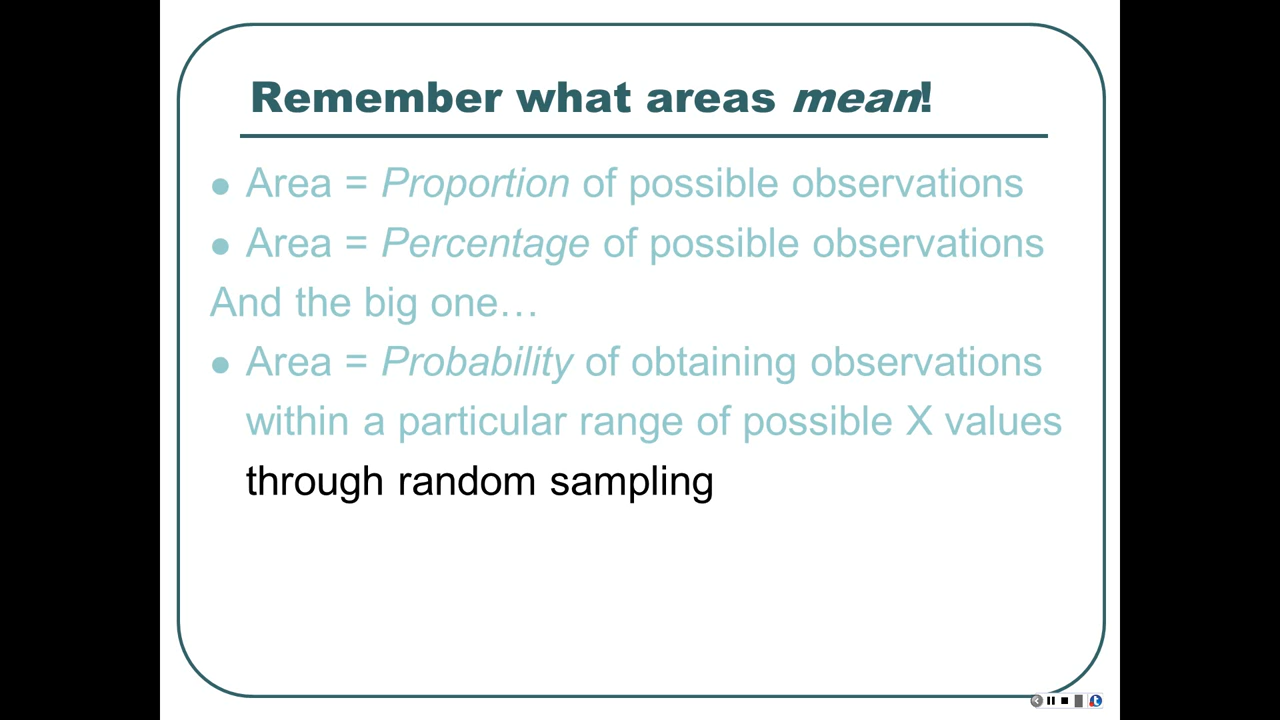 Remember what areas mean!
● Area = Proportion of possible observations
● Area = Percentage of possible observations
And the big one…
● Area = Probability of obtaining observations
within a particular range of possible X values
through random sampling